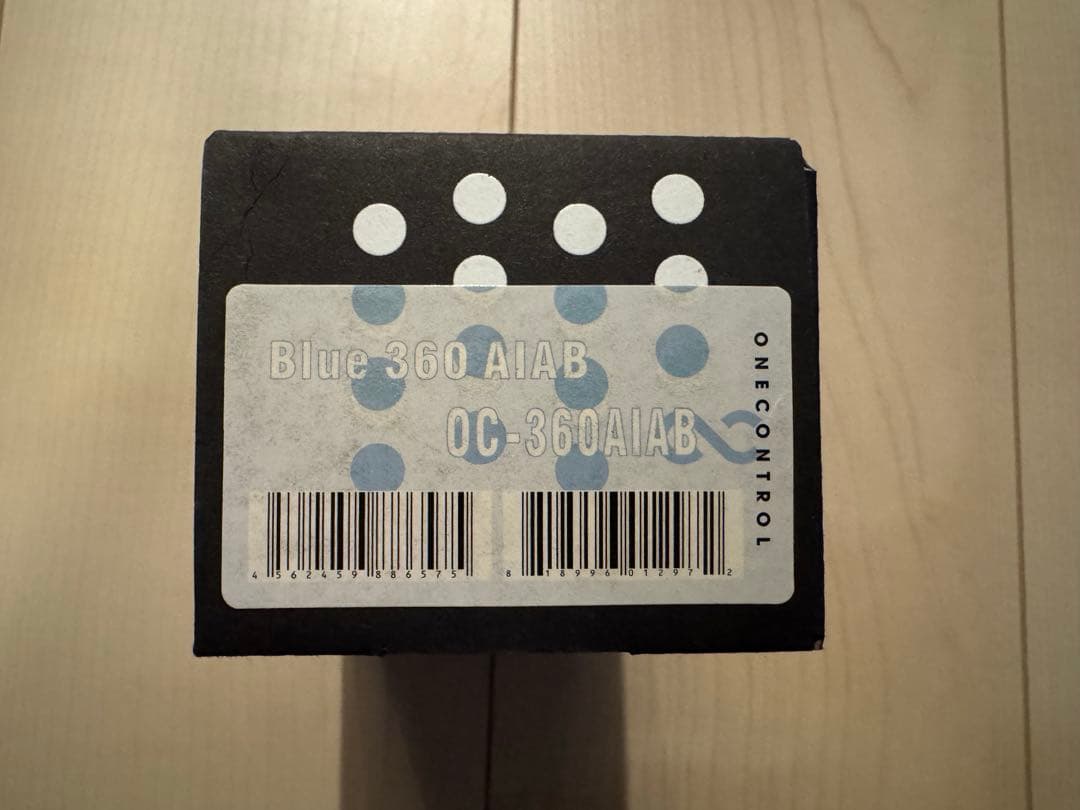 Blue 360 AIAB
OC-360AIAB
ONECONTROL
4 562459 886575
8 18996 01297 2